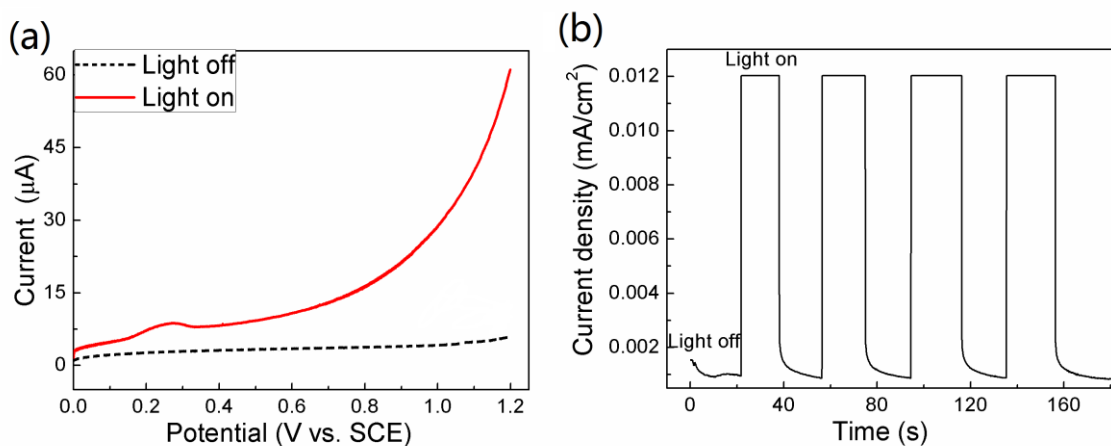 (a)
Light off
Light on
60
45
30
15
0
Current (μA)
0.0 0.2 0.4 0.6 0.8 1.0 1.2
Potential (V vs. SCE)
(b)
Light on
Light off
0.012
0.010
0.008
0.006
0.004
0.002
Current density (mA/cm²)
0 40 80 120 160
Time (s)